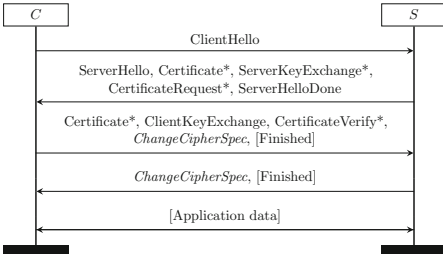 C S
ClientHello
ServerHello, Certificate*, ServerKeyExchange*,
CertificateRequest*, ServerHelloDone
Certificate*, ClientKeyExchange, CertificateVerify*,
ChangeCipherSpec, [Finished]
ChangeCipherSpec, [Finished]
[Application data]